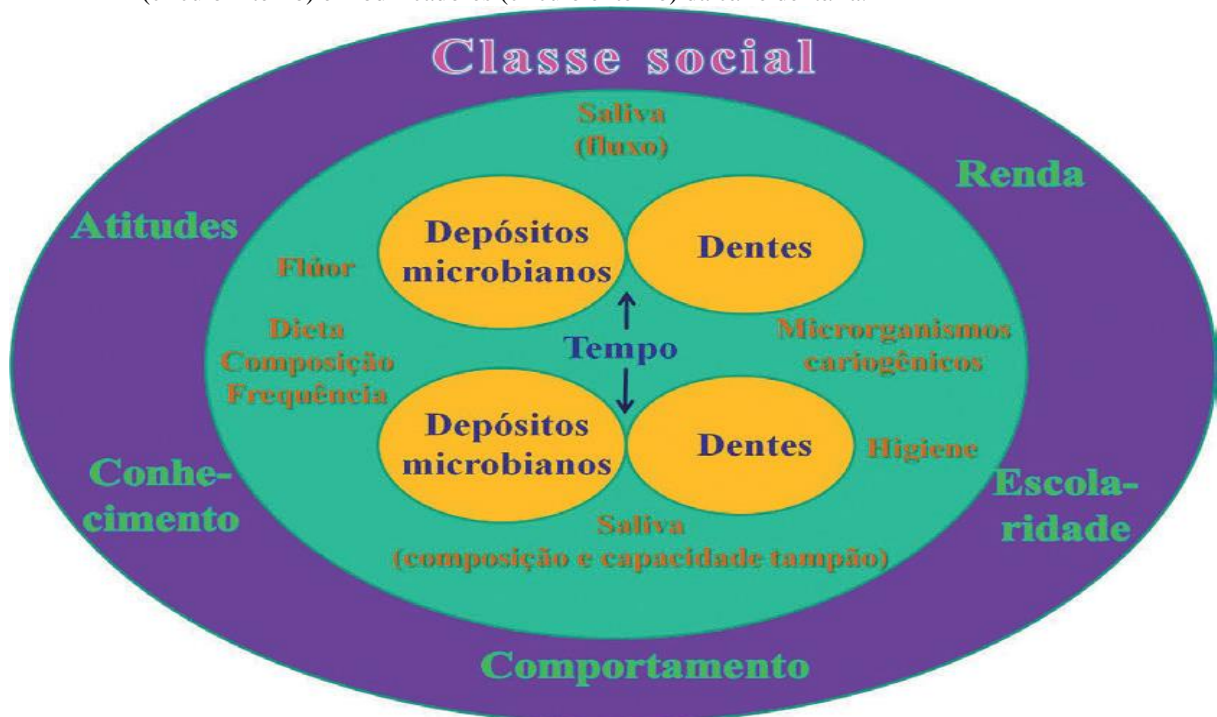 Classe social
Saliva
(fluxo)
Renda
Atitudes
Depósitos
microbianos
Dentes
Flúor
Dieta
Composição
Frequência
Tempo
Microrganismos
cariogênicos
Depósitos
microbianos
Dentes
Higiene
Conhe-
cimento
Escola-
ridade
Saliva
(composição e capacidade tampão)
Comportamento